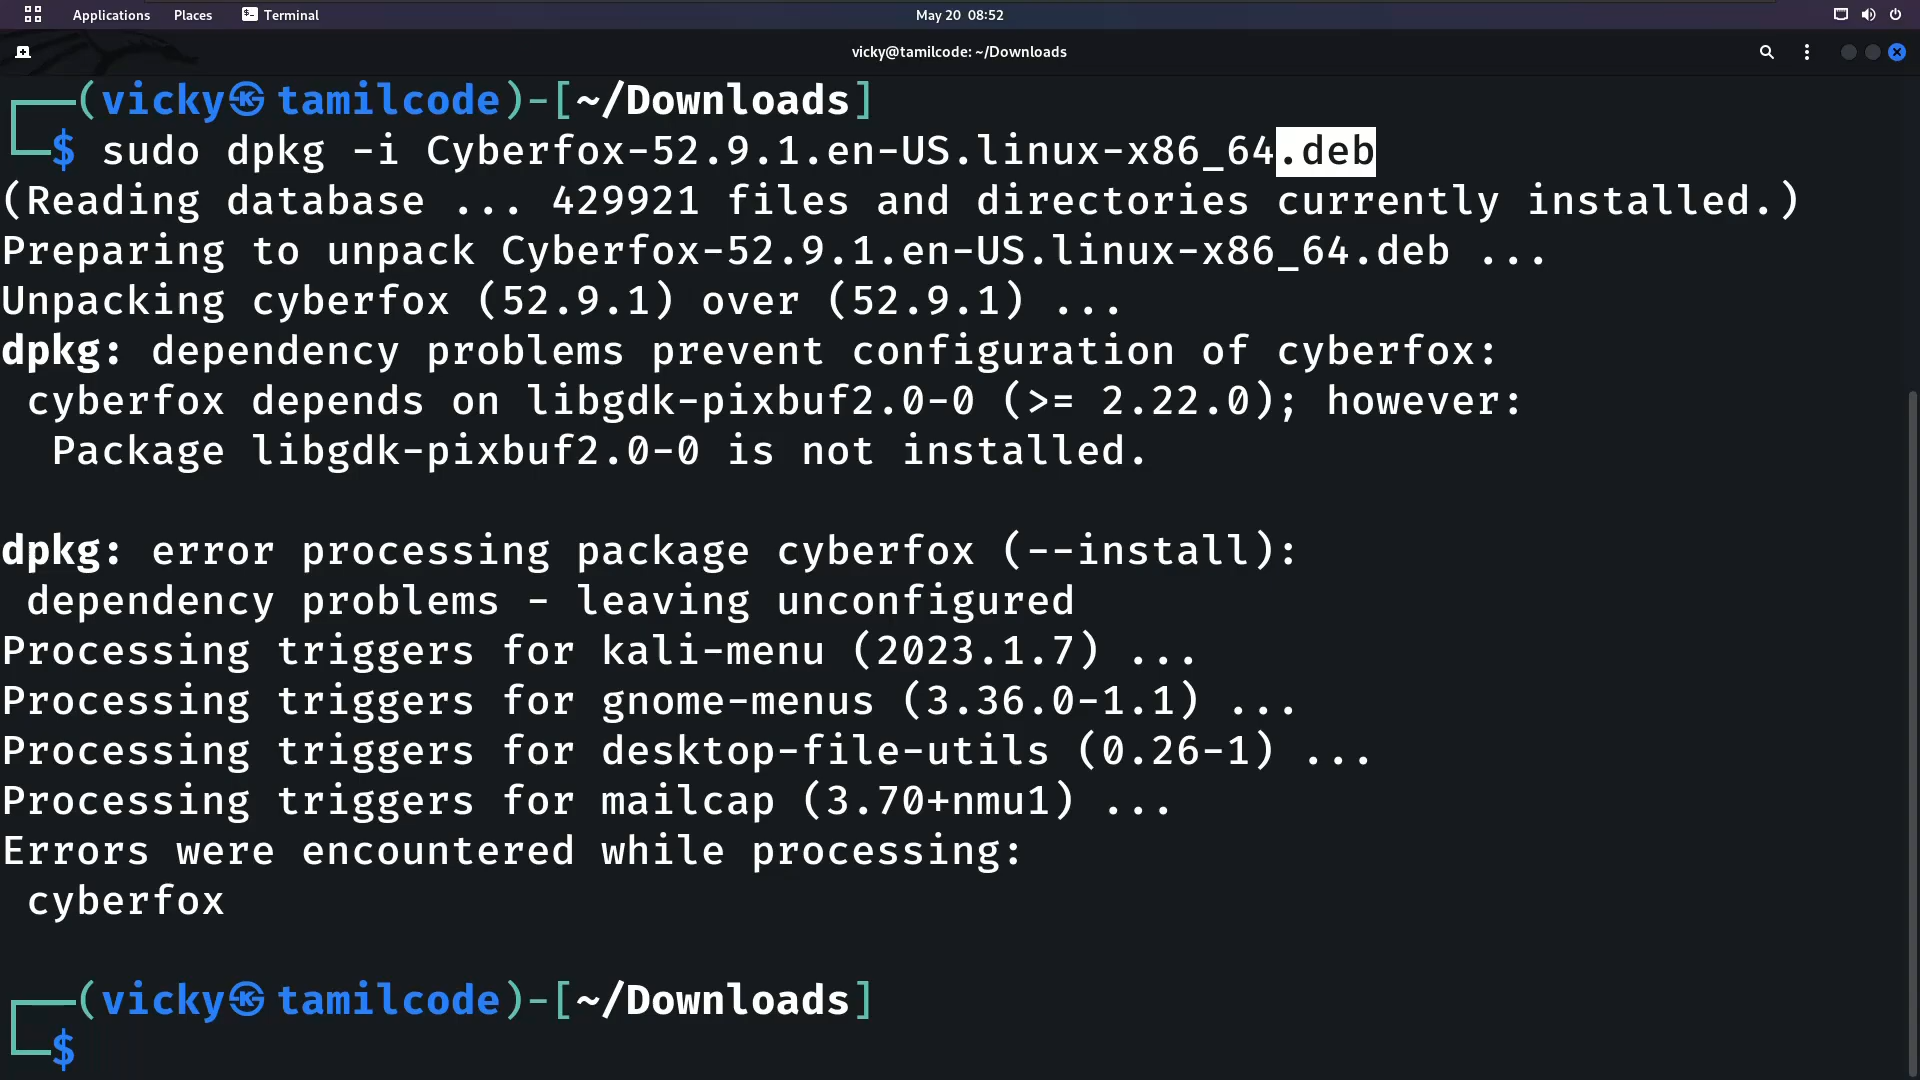 Applications Places Terminal May 20 08:52
vicky@tamilcode: ~/Downloads
┌──(vicky㉿tamilcode)-[~/Downloads]
└─$ sudo dpkg -i Cyberfox-52.9.1.en-US.linux-x86_64.deb
(Reading database ... 429921 files and directories currently installed.)
Preparing to unpack Cyberfox-52.9.1.en-US.linux-x86_64.deb ...
Unpacking cyberfox (52.9.1) over (52.9.1) ...
dpkg: dependency problems prevent configuration of cyberfox:
 cyberfox depends on libgdk-pixbuf2.0-0 (>= 2.22.0); however:
  Package libgdk-pixbuf2.0-0 is not installed.

dpkg: error processing package cyberfox (--install):
 dependency problems - leaving unconfigured
Processing triggers for kali-menu (2023.1.7) ...
Processing triggers for gnome-menus (3.36.0-1.1) ...
Processing triggers for desktop-file-utils (0.26-1) ...
Processing triggers for mailcap (3.70+nmu1) ...
Errors were encountered while processing:
 cyberfox

┌──(vicky㉿tamilcode)-[~/Downloads]
└─$